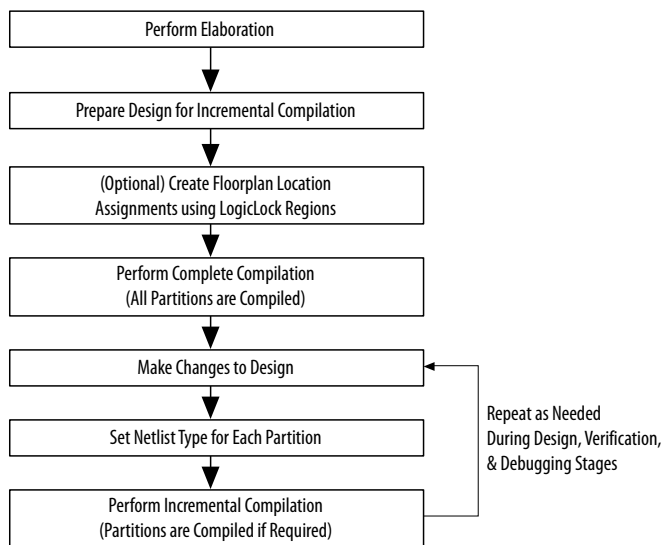 Perform Elaboration
Prepare Design for Incremental Compilation
(Optional) Create Floorplan Location
Assignments using LogicLock Regions
Perform Complete Compilation
(All Partitions are Compiled)
Make Changes to Design
Set Netlist Type for Each Partition
Perform Incremental Compilation
(Partitions are Compiled if Required)
Repeat as Needed
During Design, Verification,
& Debugging Stages